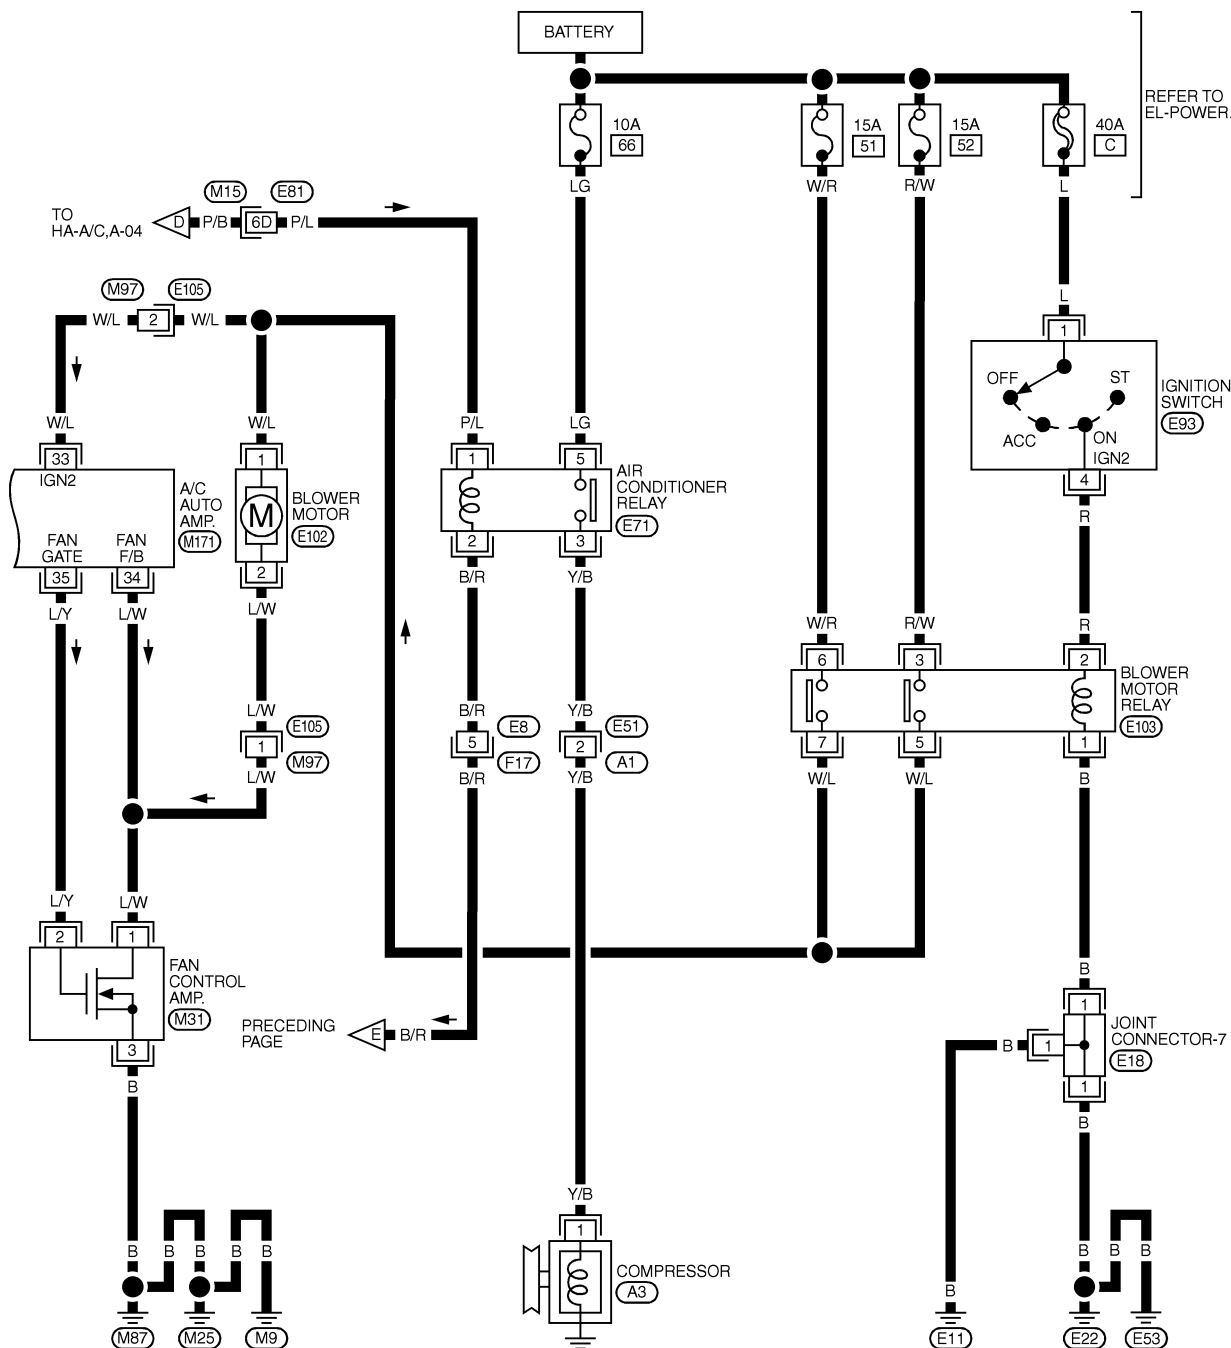 BATTERY
REFER TO
EL-POWER.
10A
66
15A
51
15A
52
40A
C
LG
W/R
R/W
L
M15
E81
TO
HA-A/C,A-04
D
P/B
6D
P/L
M97
E105
W/L
2
W/L
L
1
OFF
ST
ACC
ON
IGN2
IGNITION
SWITCH
E93
4
W/L
W/L
P/L
LG
33
IGN2
1
1
5
A/C
AUTO
AMP.
M171
M
BLOWER
MOTOR
E102
AIR
CONDITIONER
RELAY
E71
R
FAN
GATE
FAN
F/B
35
34
2
2
3
L/Y
L/W
L/W
B/R
Y/B
W/R
R/W
R
6
3
2
BLOWER
MOTOR
RELAY
E103
7
5
1
L/W
E105
1
M97
L/W
B/R
E8
5
F17
B/R
Y/B
E51
2
A1
Y/B
W/L
W/L
B
L/Y
L/W
2
1
FAN
CONTROL
AMP.
M31
3
B
PRECEDING
PAGE
E
B/R
B
1
JOINT
CONNECTOR-7
E18
B
1
1
B
Y/B
1
COMPRESSOR
A3
B
B
B
B
B
B
B
B
B
M87
M25
M9
E11
E22
E53